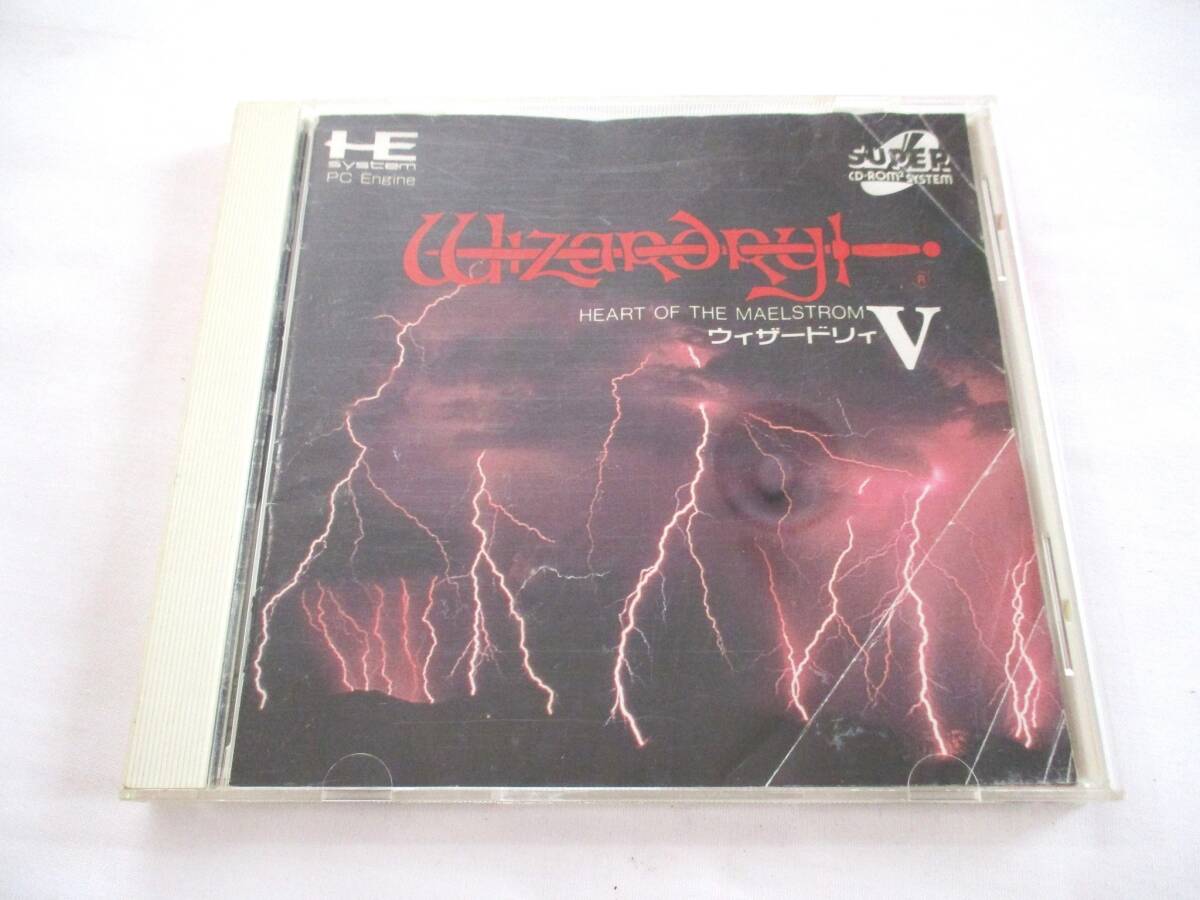 HE
system
PC Engine
SUPER
CD-ROM² SYSTEM
Wizardry
®
HEART OF THE MAELSTROM
ウィザードリィ V